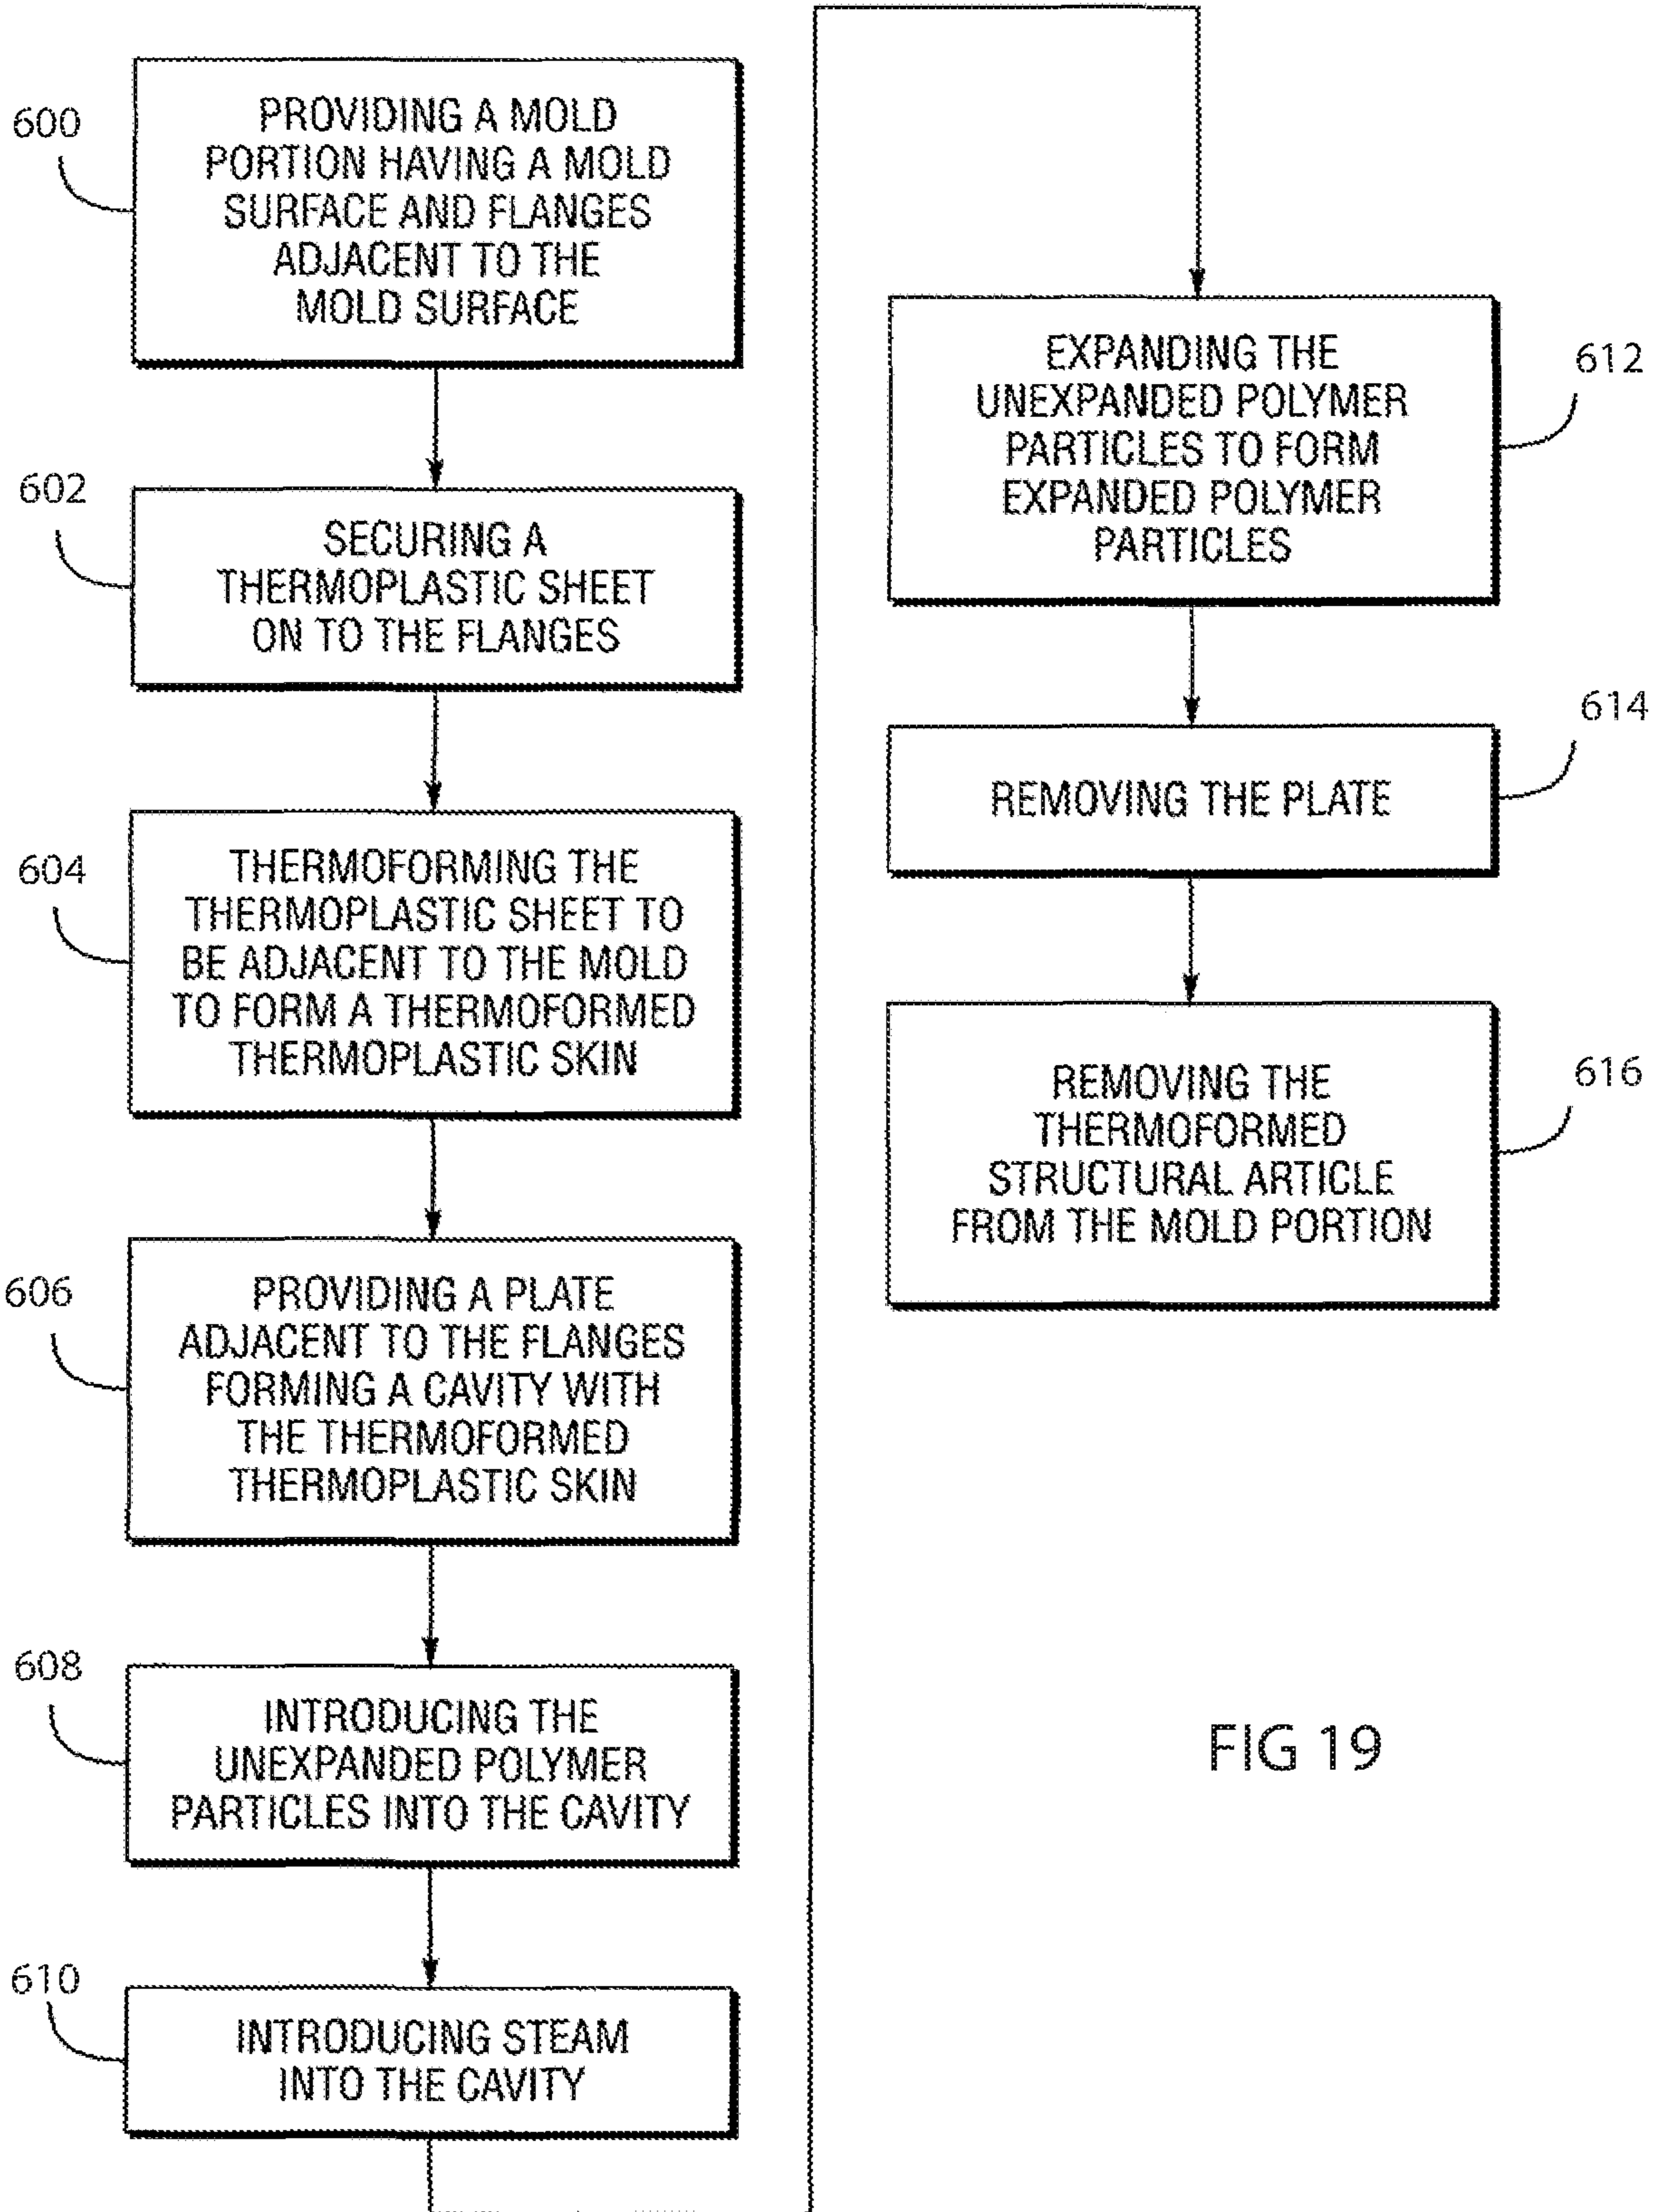 600
PROVIDING A MOLD
PORTION HAVING A MOLD
SURFACE AND FLANGES
ADJACENT TO THE
MOLD SURFACE
602
SECURING A
THERMOPLASTIC SHEET
ON TO THE FLANGES
604
THERMOFORMING THE
THERMOPLASTIC SHEET TO
BE ADJACENT TO THE MOLD
TO FORM A THERMOFORMED
THERMOPLASTIC SKIN
606
PROVIDING A PLATE
ADJACENT TO THE FLANGES
FORMING A CAVITY WITH
THE THERMOFORMED
THERMOPLASTIC SKIN
608
INTRODUCING THE
UNEXPANDED POLYMER
PARTICLES INTO THE CAVITY
610
INTRODUCING STEAM
INTO THE CAVITY
612
EXPANDING THE
UNEXPANDED POLYMER
PARTICLES TO FORM
EXPANDED POLYMER
PARTICLES
614
REMOVING THE PLATE
616
REMOVING THE
THERMOFORMED
STRUCTURAL ARTICLE
FROM THE MOLD PORTION
FIG 19